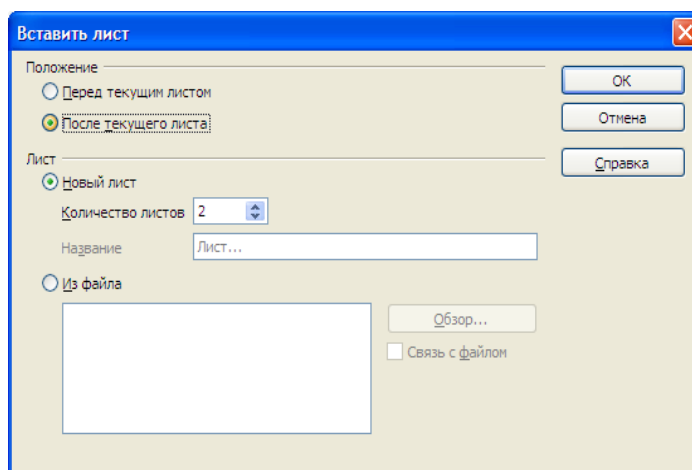 Вставить лист
Положение
Перед текущим листом
После текущего листа
OK
Отмена
Справка
Лист
Новый лист
Количество листов 2
Название Лист...
Из файла
Обзор...
Связь с файлом